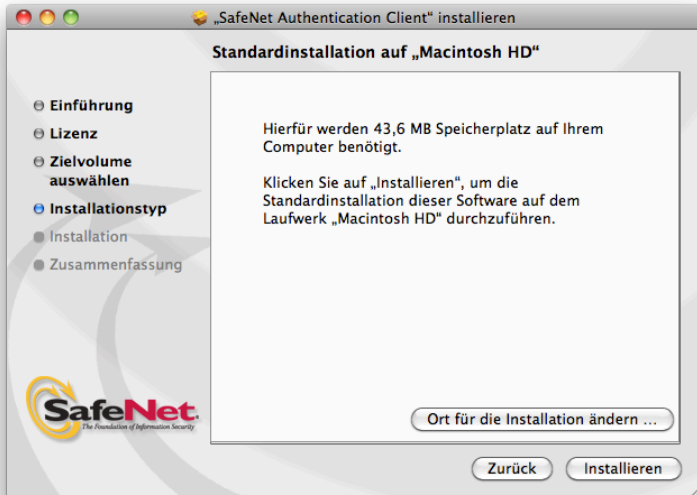 „SafeNet Authentication Client“ installieren
Standardinstallation auf „Macintosh HD“
Einführung
Lizenz
Zielvolume
auswählen
Installationstyp
Installation
Zusammenfassung
Hierfür werden 43,6 MB Speicherplatz auf Ihrem
Computer benötigt.
Klicken Sie auf „Installieren“, um die
Standardinstallation dieser Software auf dem
Laufwerk „Macintosh HD“ durchzuführen.
SafeNet.
The Foundation of Information Security
Ort für die Installation ändern ...
Zurück
Installieren